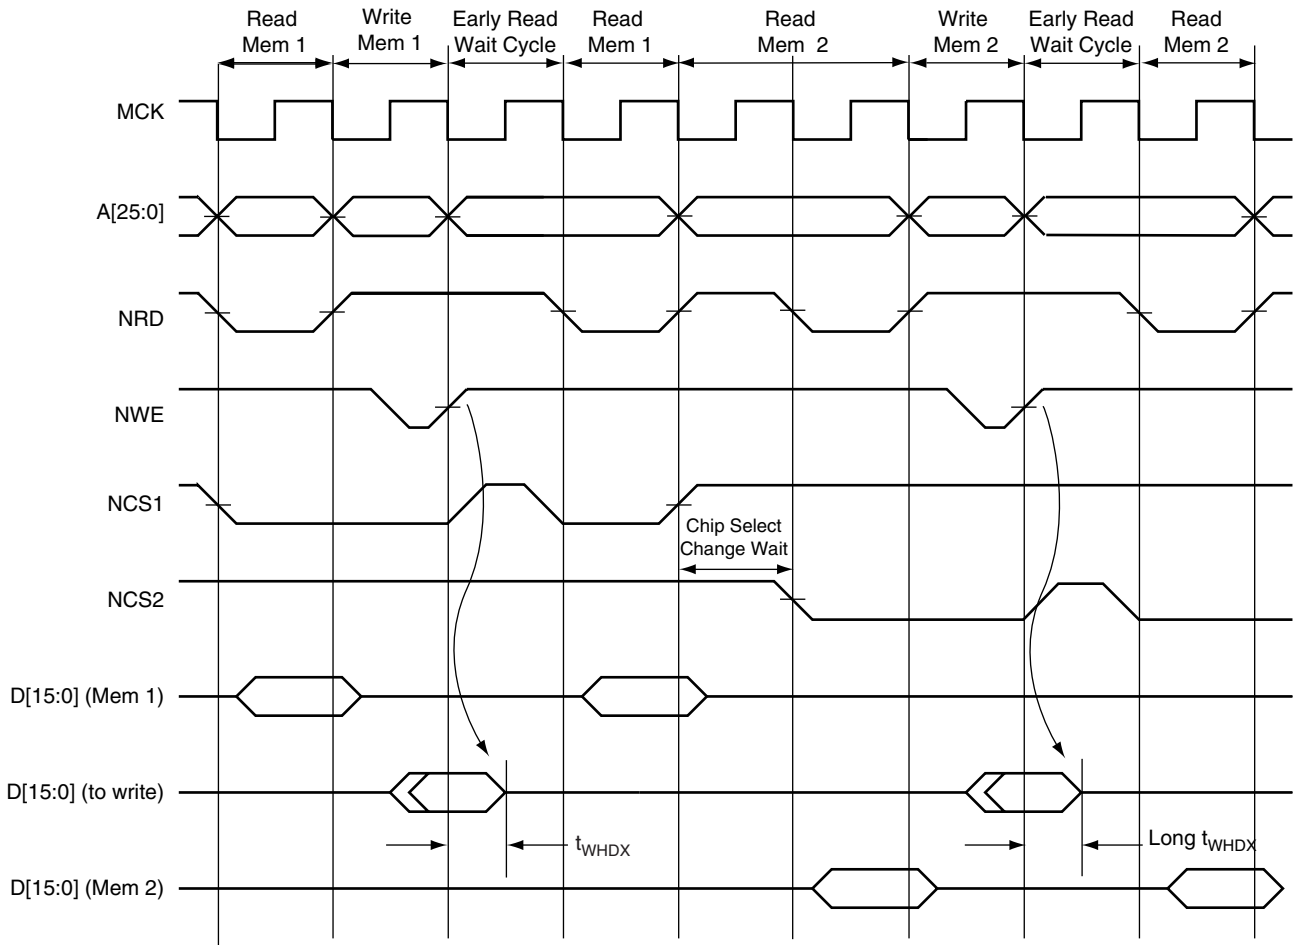 Read
Mem 1
Write
Mem 1
Early Read
Wait Cycle
Read
Mem 1
Read
Mem 2
Write
Mem 2
Early Read
Wait Cycle
Read
Mem 2
MCK
A[25:0]
NRD
NWE
NCS1
Chip Select
Change Wait
NCS2
D[15:0] (Mem 1)
D[15:0] (to write)
tWHDX
Long tWHDX
D[15:0] (Mem 2)